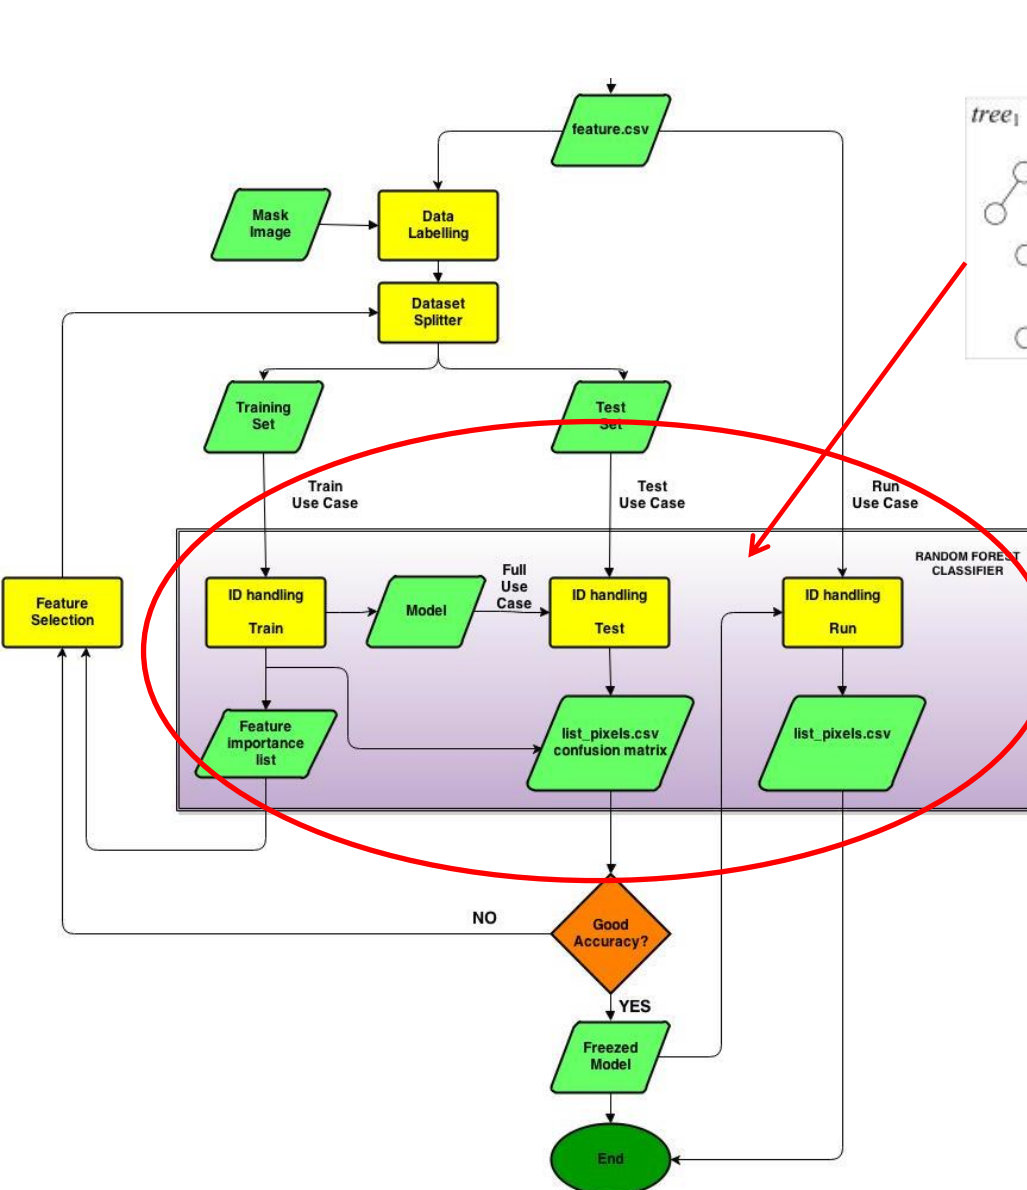 feature.csv
tree1
Mask
Image
Data
Labelling
Dataset
Splitter
Training
Set
Test
Set
Train
Use Case
Test
Use Case
Run
Use Case
RANDOM FOREST
CLASSIFIER
Feature
Selection
ID handling
Train
Model
Full
Use
Case
ID handling
Test
ID handling
Run
Feature
importance
list
list_pixels.csv
confusion matrix
list_pixels.csv
NO
Good
Accuracy?
YES
Freezed
Model
End